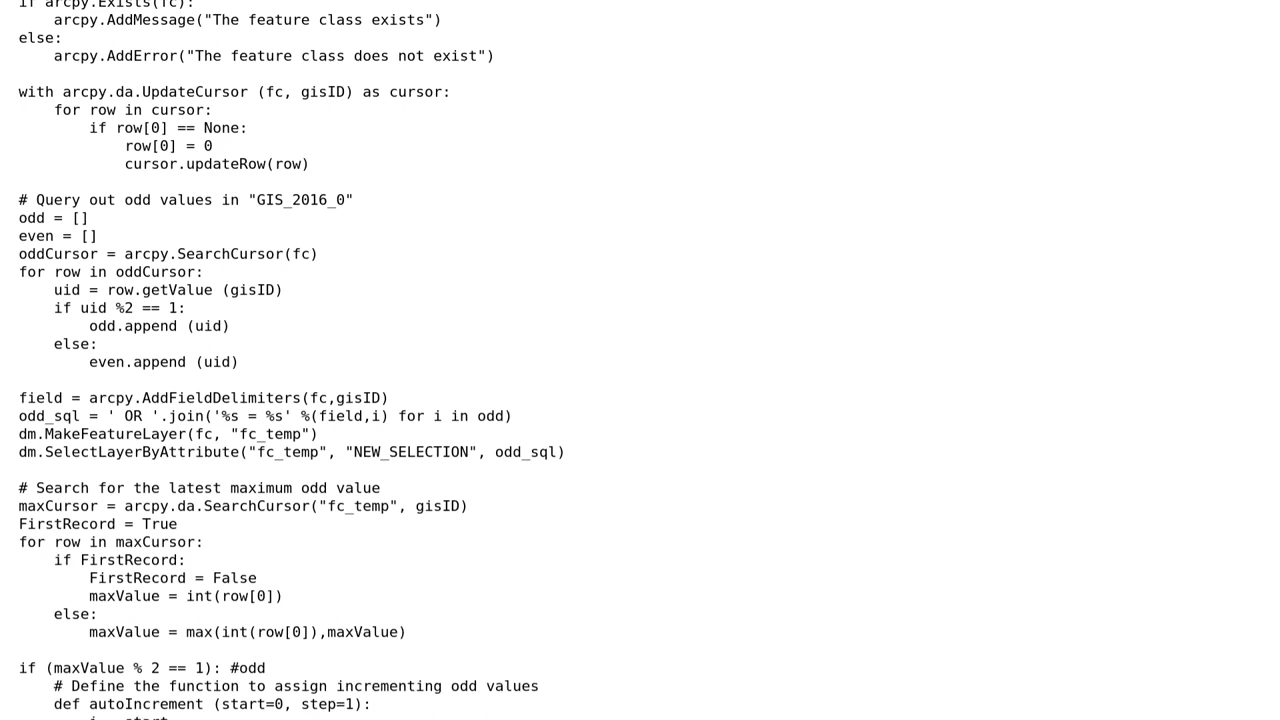 if arcpy.Exists(fc):
    arcpy.AddMessage("The feature class exists")
else:
    arcpy.AddError("The feature class does not exist")

with arcpy.da.UpdateCursor (fc, gisID) as cursor:
    for row in cursor:
        if row[0] == None:
            row[0] = 0
            cursor.updateRow(row)

# Query out odd values in "GIS_2016_0"
odd = []
even = []
oddCursor = arcpy.SearchCursor(fc)
for row in oddCursor:
    uid = row.getValue (gisID)
    if uid %2 == 1:
        odd.append (uid)
    else:
        even.append (uid)

field = arcpy.AddFieldDelimiters(fc,gisID)
odd_sql = ' OR '.join('%s = %s' %(field,i) for i in odd)
dm.MakeFeatureLayer(fc, "fc_temp")
dm.SelectLayerByAttribute("fc_temp", "NEW_SELECTION", odd_sql)

# Search for the latest maximum odd value
maxCursor = arcpy.da.SearchCursor("fc_temp", gisID)
FirstRecord = True
for row in maxCursor:
    if FirstRecord:
        FirstRecord = False
        maxValue = int(row[0])
    else:
        maxValue = max(int(row[0]),maxValue)

if (maxValue % 2 == 1): #odd
    # Define the function to assign incrementing odd values
    def autoIncrement (start=0, step=1):
        i = start